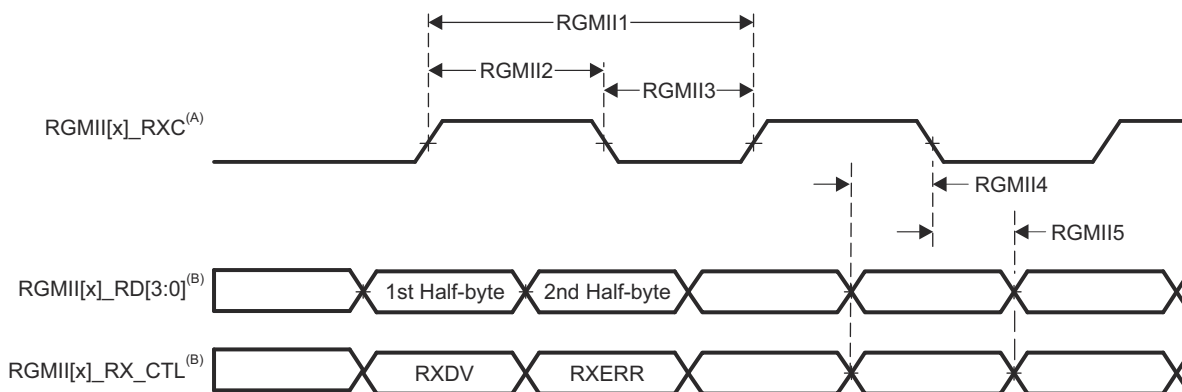 RGMII1
RGMII2
RGMII3
RGMII[x]_RXC(A)
RGMII4
RGMII5
RGMII[x]_RD[3:0](B)
1st Half-byte
2nd Half-byte
RGMII[x]_RX_CTL(B)
RXDV
RXERR